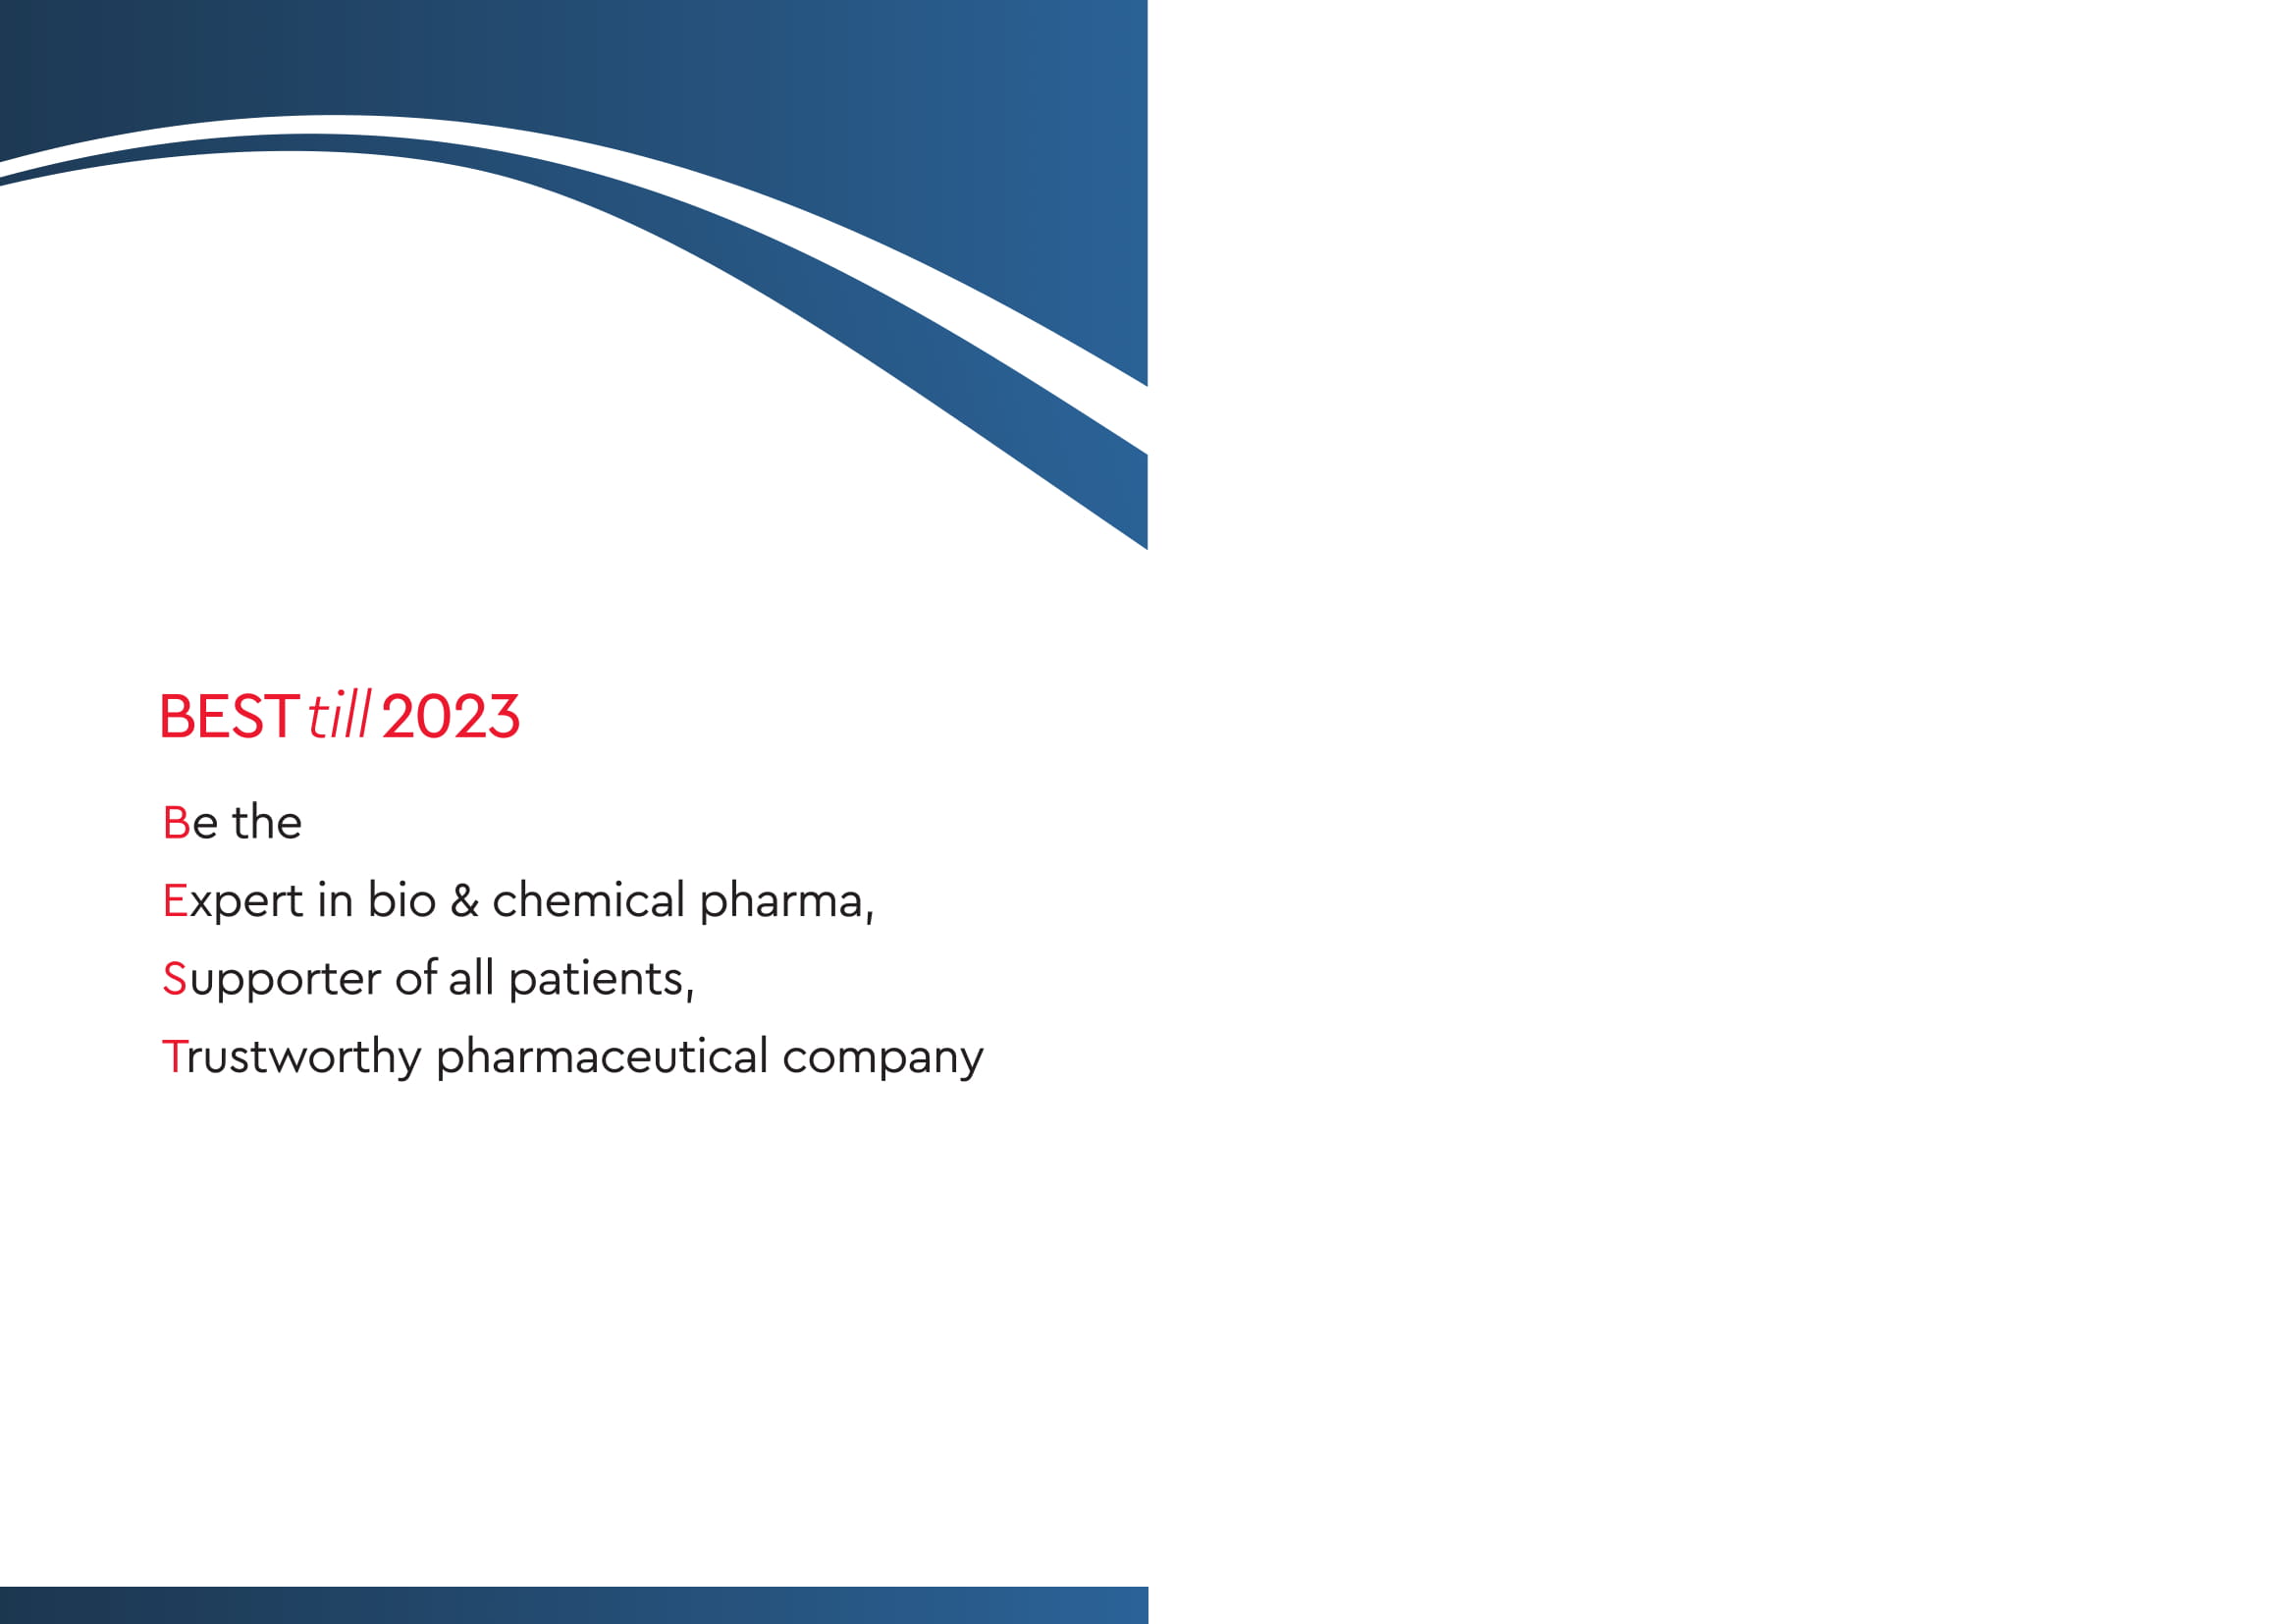 BEST till 2023
Be the
Expert in bio & chemical pharma,
Supporter of all patients,
Trustworthy pharmaceutical company